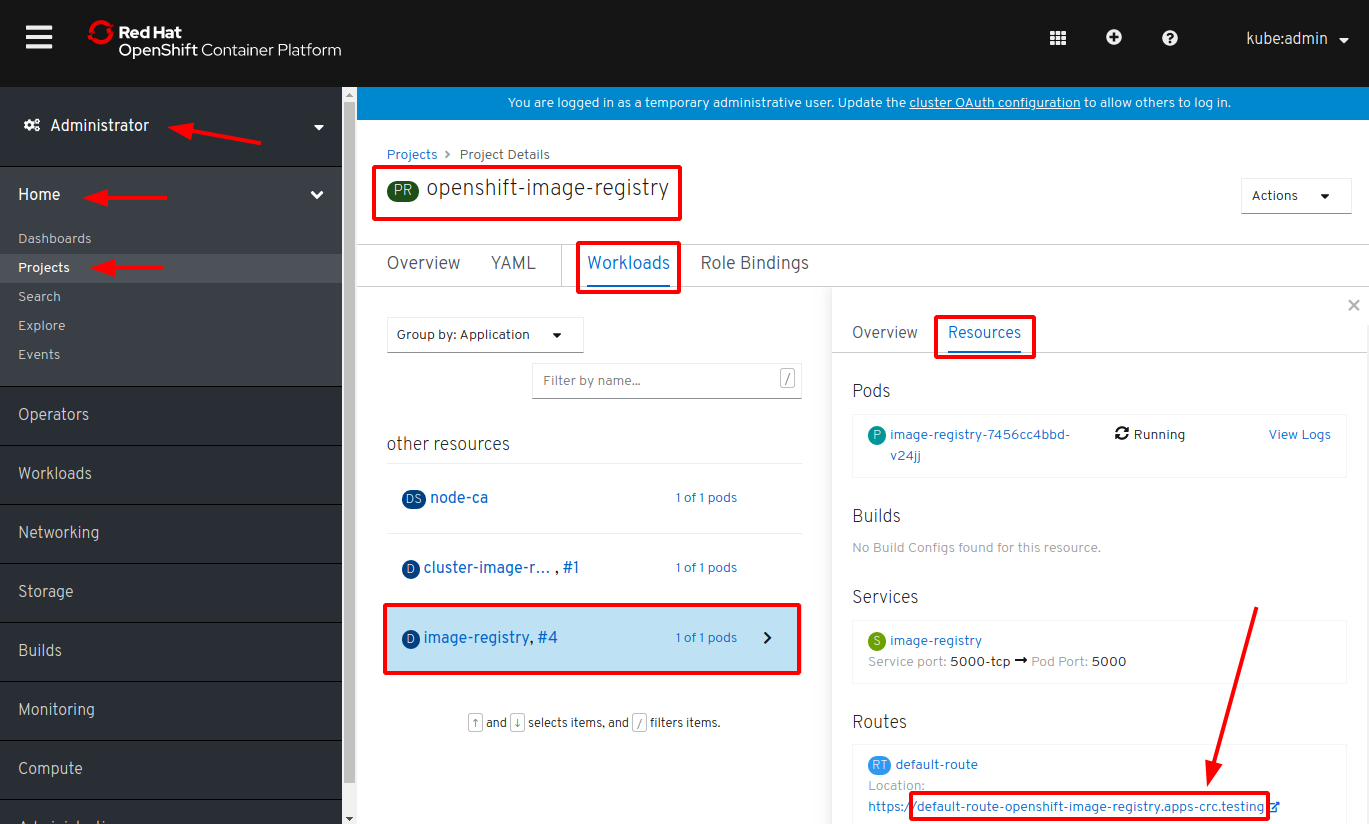 Red Hat
OpenShift Container Platform
kube:admin
You are logged in as a temporary administrative user. Update the cluster OAuth configuration to allow others to log in.
Administrator
Home
Dashboards
Projects
Search
Explore
Events
Operators
Workloads
Networking
Storage
Builds
Monitoring
Compute
Projects > Project Details
PR openshift-image-registry
Actions
Overview YAML Workloads Role Bindings
Group by: Application
Filter by name... /
other resources
DS node-ca 1 of 1 pods
D cluster-image-r... , #1 1 of 1 pods
D image-registry, #4 1 of 1 pods
↑ and ↓ selects items, and / filters items.
Overview Resources
Pods
P image-registry-7456cc4bbd-
v24jj
Running
View Logs
Builds
No Build Configs found for this resource.
Services
S image-registry
Service port: 5000-tcp → Pod Port: 5000
Routes
RT default-route
Location:
https://default-route-openshift-image-registry.apps-crc.testing